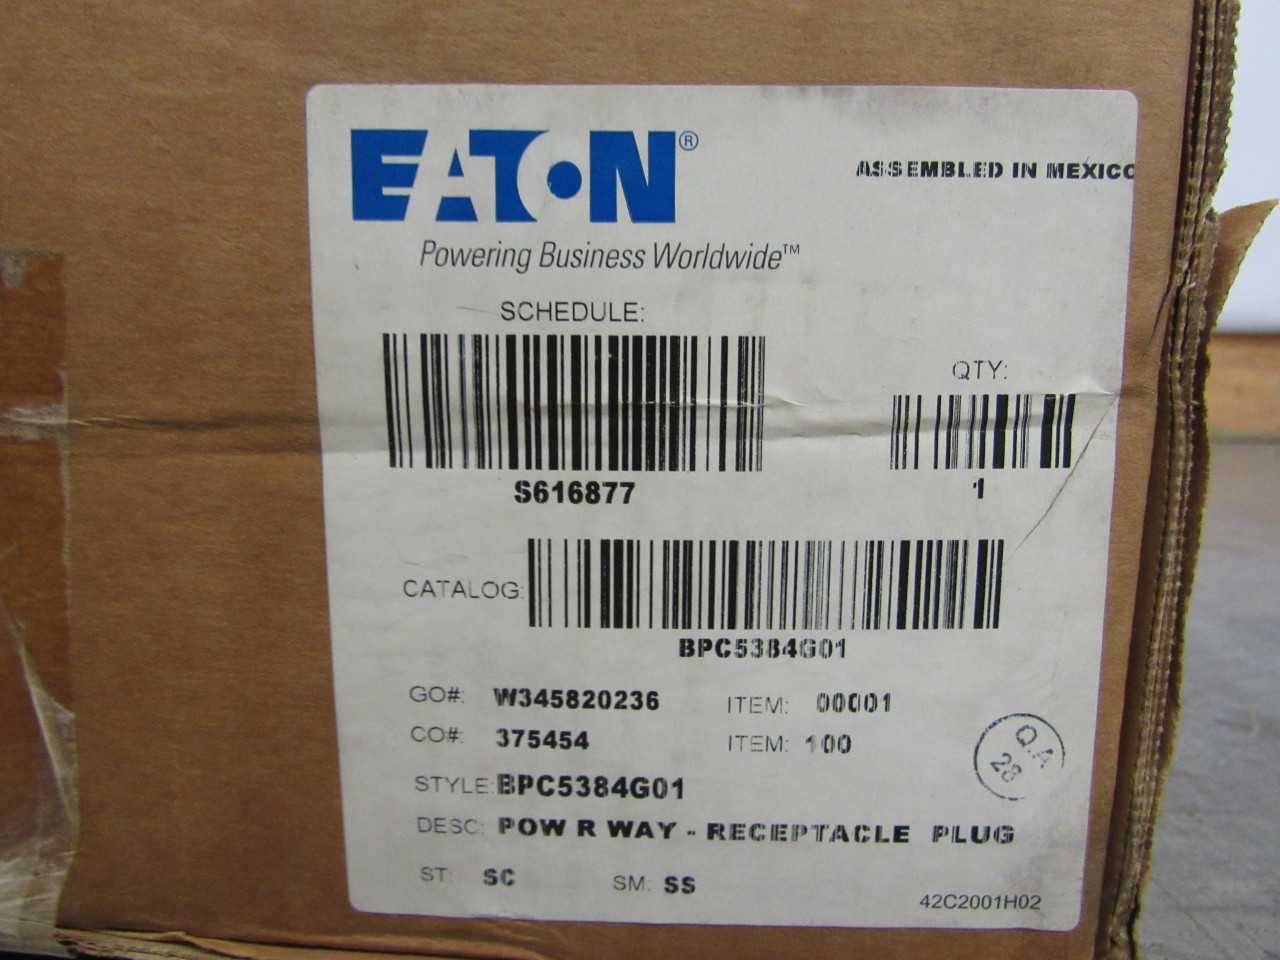 EATON®
ASSEMBLED IN MEXICO
Powering Business Worldwide™
SCHEDULE:
S616877
QTY:
1
CATALOG:
BPC5384G01
GO#: W345820236 ITEM: 00001
CO#: 375454 ITEM: 100
Q.A
28
STYLE: BPC5384G01
DESC: POW R WAY - RECEPTACLE PLUG
ST: SC SM: SS
42C2001H02